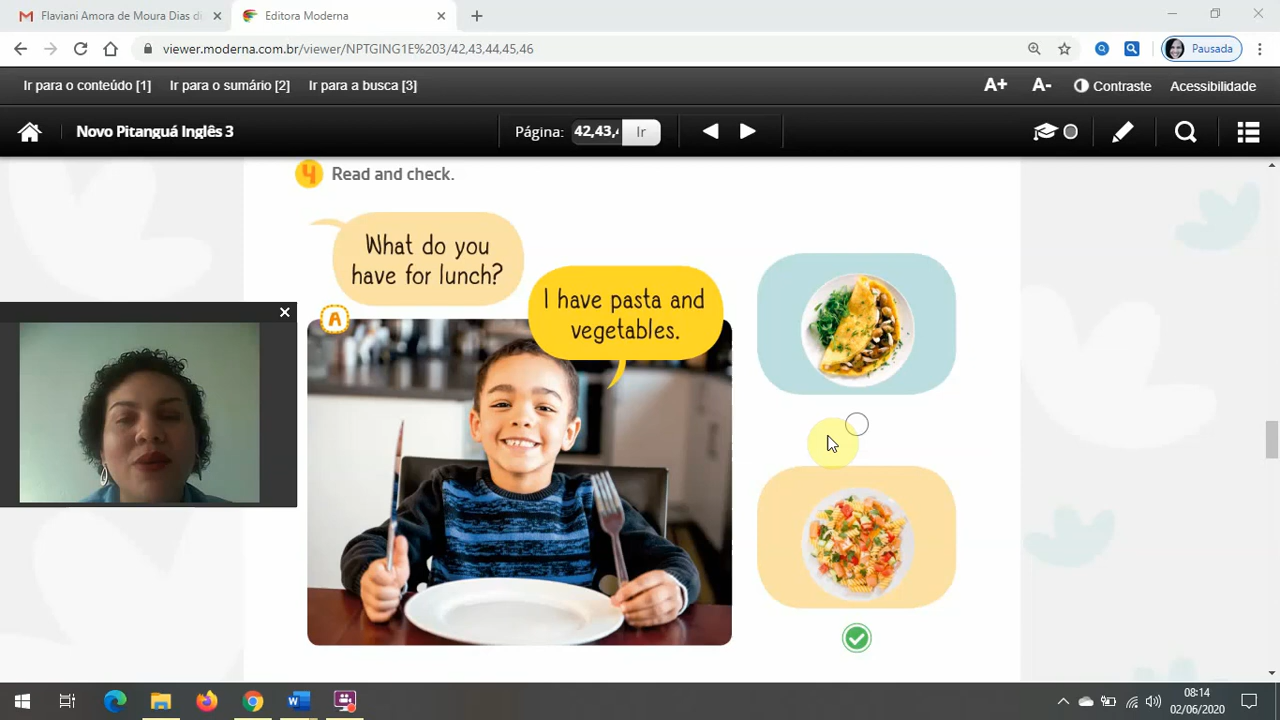 Flaviani Amora de Moura Dias d
Editora Moderna
viewer.moderna.com.br/viewer/NPTGING1E%203/42,43,44,45,46
Pausada
Ir para o conteúdo [1]
Ir para o sumário [2]
Ir para a busca [3]
A+
A-
Contraste
Acessibilidade
Novo Pitanguá Inglês 3
Página:
42,43,4
Ir
4
Read and check.
What do you
have for lunch?
I have pasta and
vegetables.
A
08:14
02/06/2020